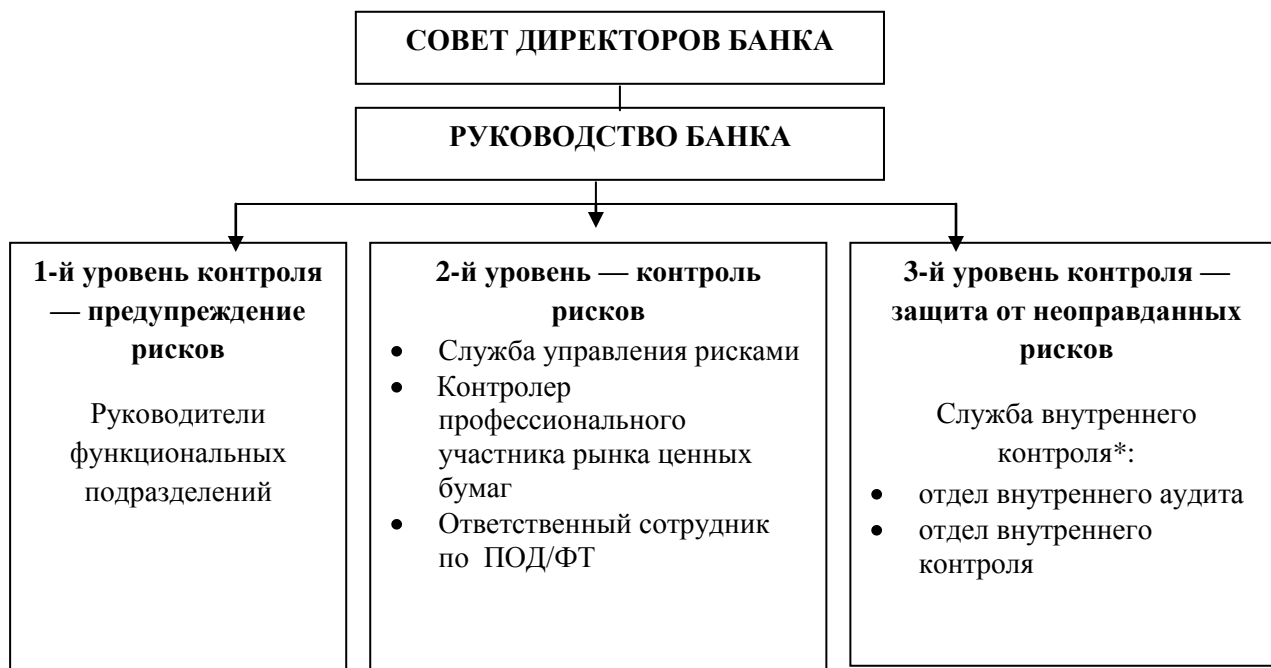 СОВЕТ ДИРЕКТОРОВ БАНКА
РУКОВОДСТВО БАНКА
1-й уровень контроля
— предупреждение
рисков
Руководители
функциональных
подразделений
2-й уровень — контроль
рисков
• Служба управления рисками
• Контролер
профессионального
участника рынка ценных
бумаг
• Ответственный сотрудник
по ПОД/ФТ
3-й уровень контроля —
защита от неоправданных
рисков
Служба внутреннего
контроля*:
• отдел внутреннего аудита
• отдел внутреннего
контроля